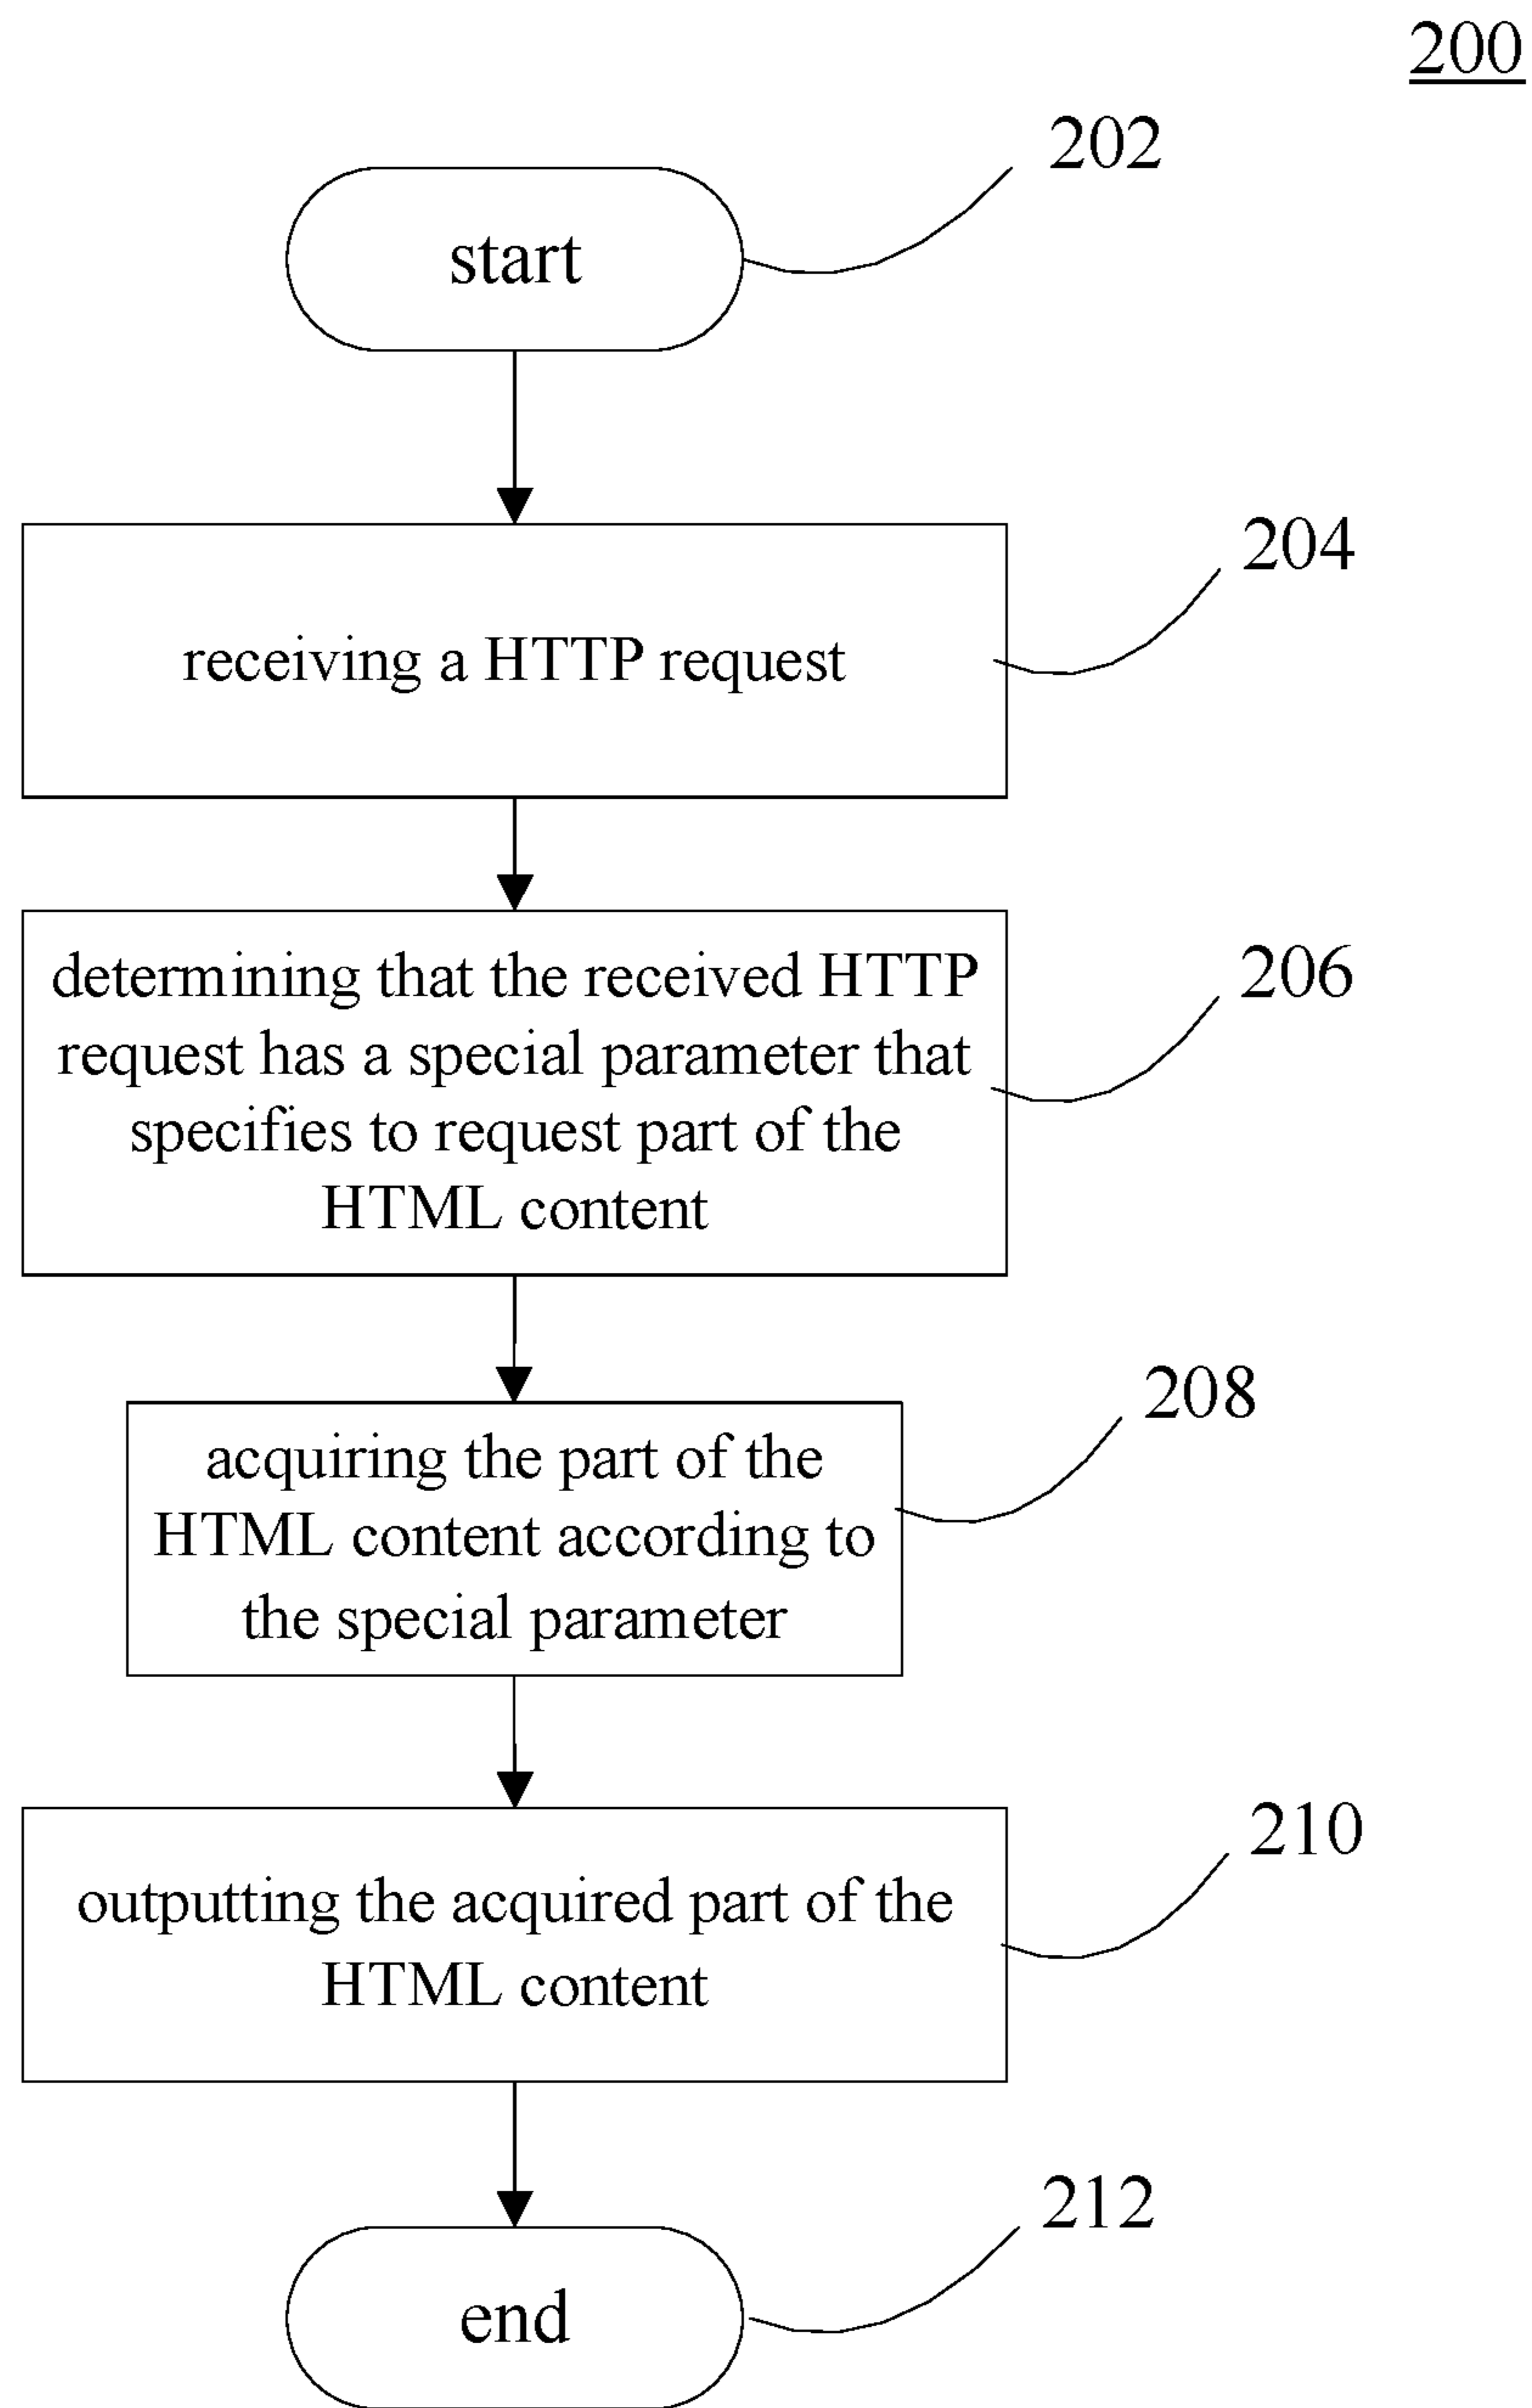 200
202
start
204
receiving a HTTP request
206
determining that the received HTTP
request has a special parameter that
specifies to request part of the
HTML content
208
acquiring the part of the
HTML content according to
the special parameter
210
outputting the acquired part of the
HTML content
212
end